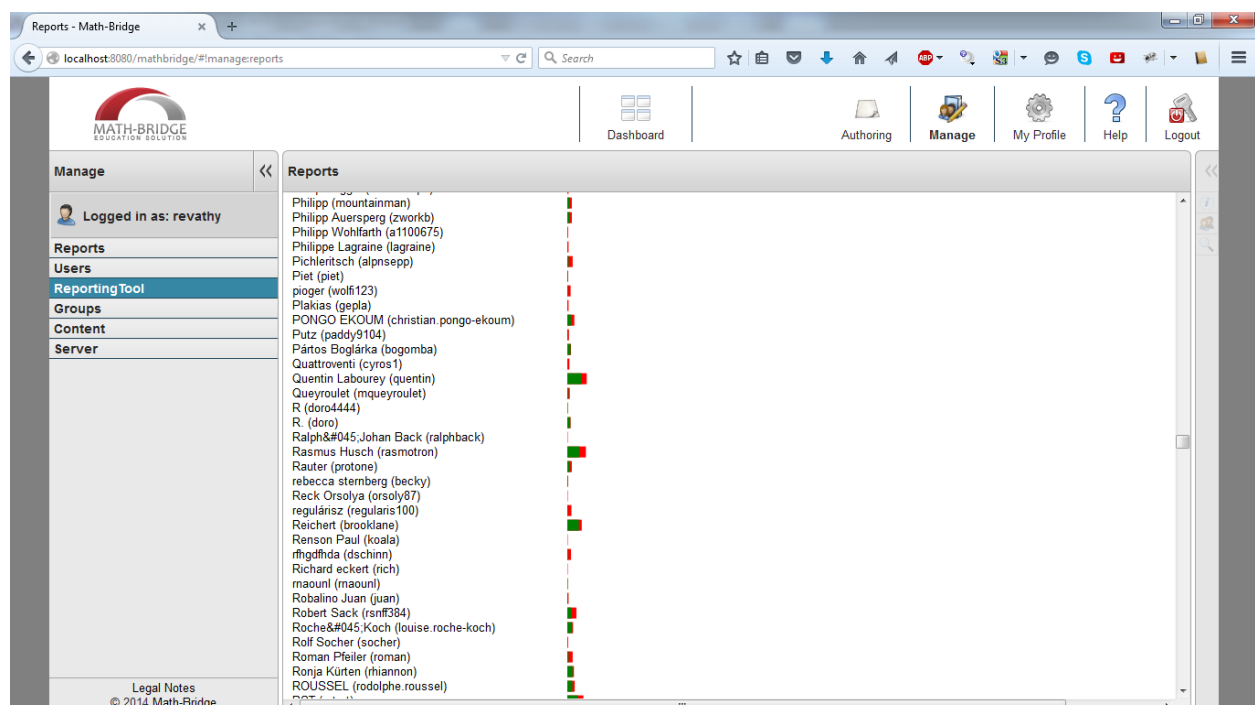 Reports - Math-Bridge
localhost:8080/mathbridge/#!manage:reports
Search
ABP
MATH-BRIDGE
EDUCATION SOLUTION
Dashboard
Authoring
Manage
My Profile
Help
Logout
Manage
Reports
Logged in as: revathy
Reports
Users
ReportingTool
Groups
Content
Server
Philipp (mountainman)
Philipp Auersperg (zworkb)
Philipp Wohlfarth (a1100675)
Philippe Lagraine (lagraine)
Pichleritsch (alpnsepp)
Piet (piet)
pioger (wolfi123)
Plakias (gepla)
PONGO EKOUM (christian.pongo-ekoum)
Putz (paddy9104)
Pártos Boglárka (bogomba)
Quattroventi (cyros1)
Quentin Labourey (quentin)
Queyroulet (mqueyroulet)
R (doro4444)
R. (doro)
Ralph&#045;Johan Back (ralphback)
Rasmus Husch (rasmotron)
Rauter (protone)
rebecca sternberg (becky)
Reck Orsolya (orsoly87)
regulárisz (regularis100)
Reichert (brooklane)
Renson Paul (koala)
rfhgdfhda (dschinn)
Richard eckert (rich)
rnaounl (rnaounl)
Robalino Juan (juan)
Robert Sack (rsnff384)
Roche&#045;Koch (louise.roche-koch)
Rolf Socher (socher)
Roman Pfeiler (roman)
Ronja Kürten (rhiannon)
ROUSSEL (rodolphe.roussel)
Legal Notes
© 2014 Math-Bridge